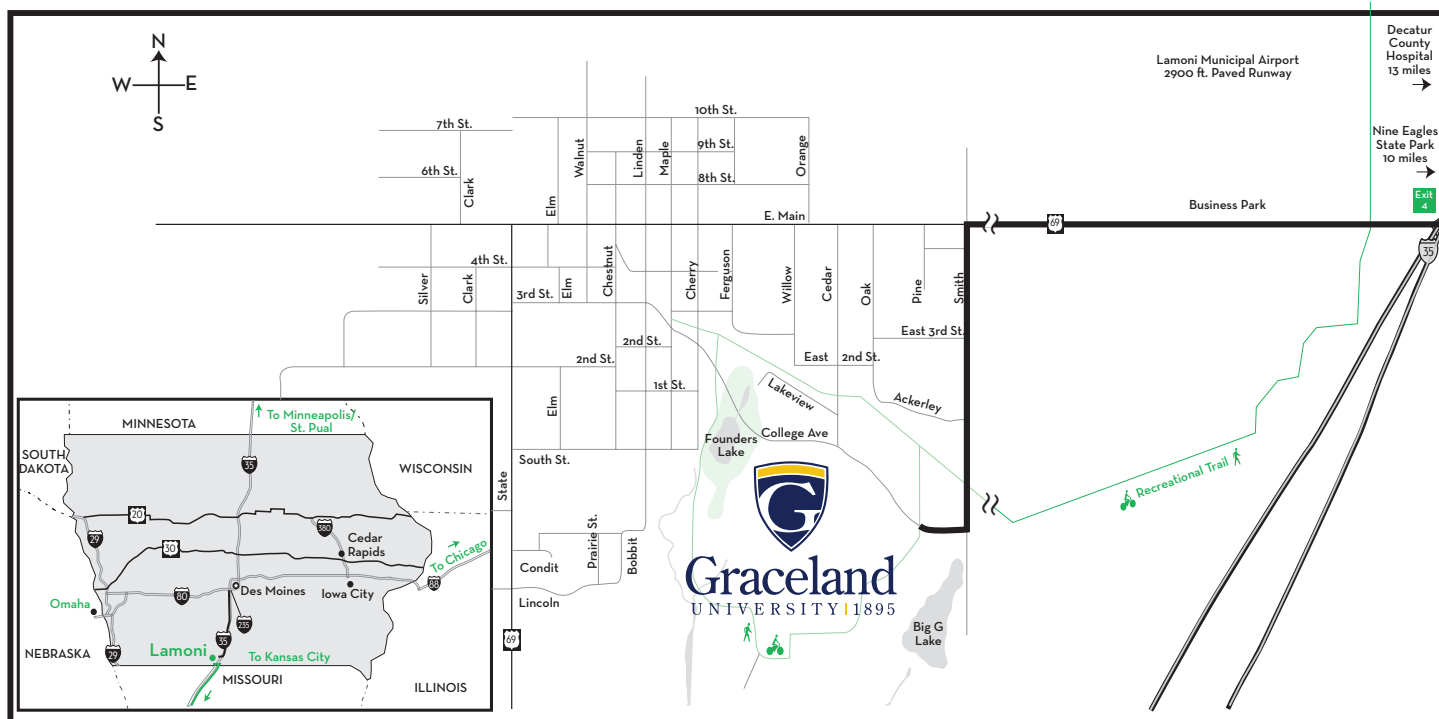 N
W
E
S
Lamoni Municipal Airport
2900 ft. Paved Runway
Decatur
County
Hospital
13 miles
Nine Eagles
State Park
10 miles
Exit
4
Business Park
69
35
7th St.
6th St.
Clark
10th St.
9th St.
8th St.
Elm
Walnut
Linden
Maple
Orange
E. Main
4th St.
3rd St.
Silver
Clark
Elm
Chestnut
Cherry
Ferguson
Willow
Cedar
Oak
Pine
Smith
East 3rd St.
2nd St.
2nd St.
East
2nd St.
1st St.
Elm
Lakeview
Ackerley
College Ave
Founders
Lake
South St.
State
Prairie St.
Bobbit
Condit
Lincoln
69
Recreational Trail
G
Graceland
UNIVERSITY 1895
Big G
Lake
MINNESOTA
To Minneapolis/
St. Pual
SOUTH
DAKOTA
WISCONSIN
35
20
29
380
30
Cedar
Rapids
To Chicago
88
Des Moines
Iowa City
80
Omaha
235
35
29
NEBRASKA
Lamoni
To Kansas City
MISSOURI
ILLINOIS